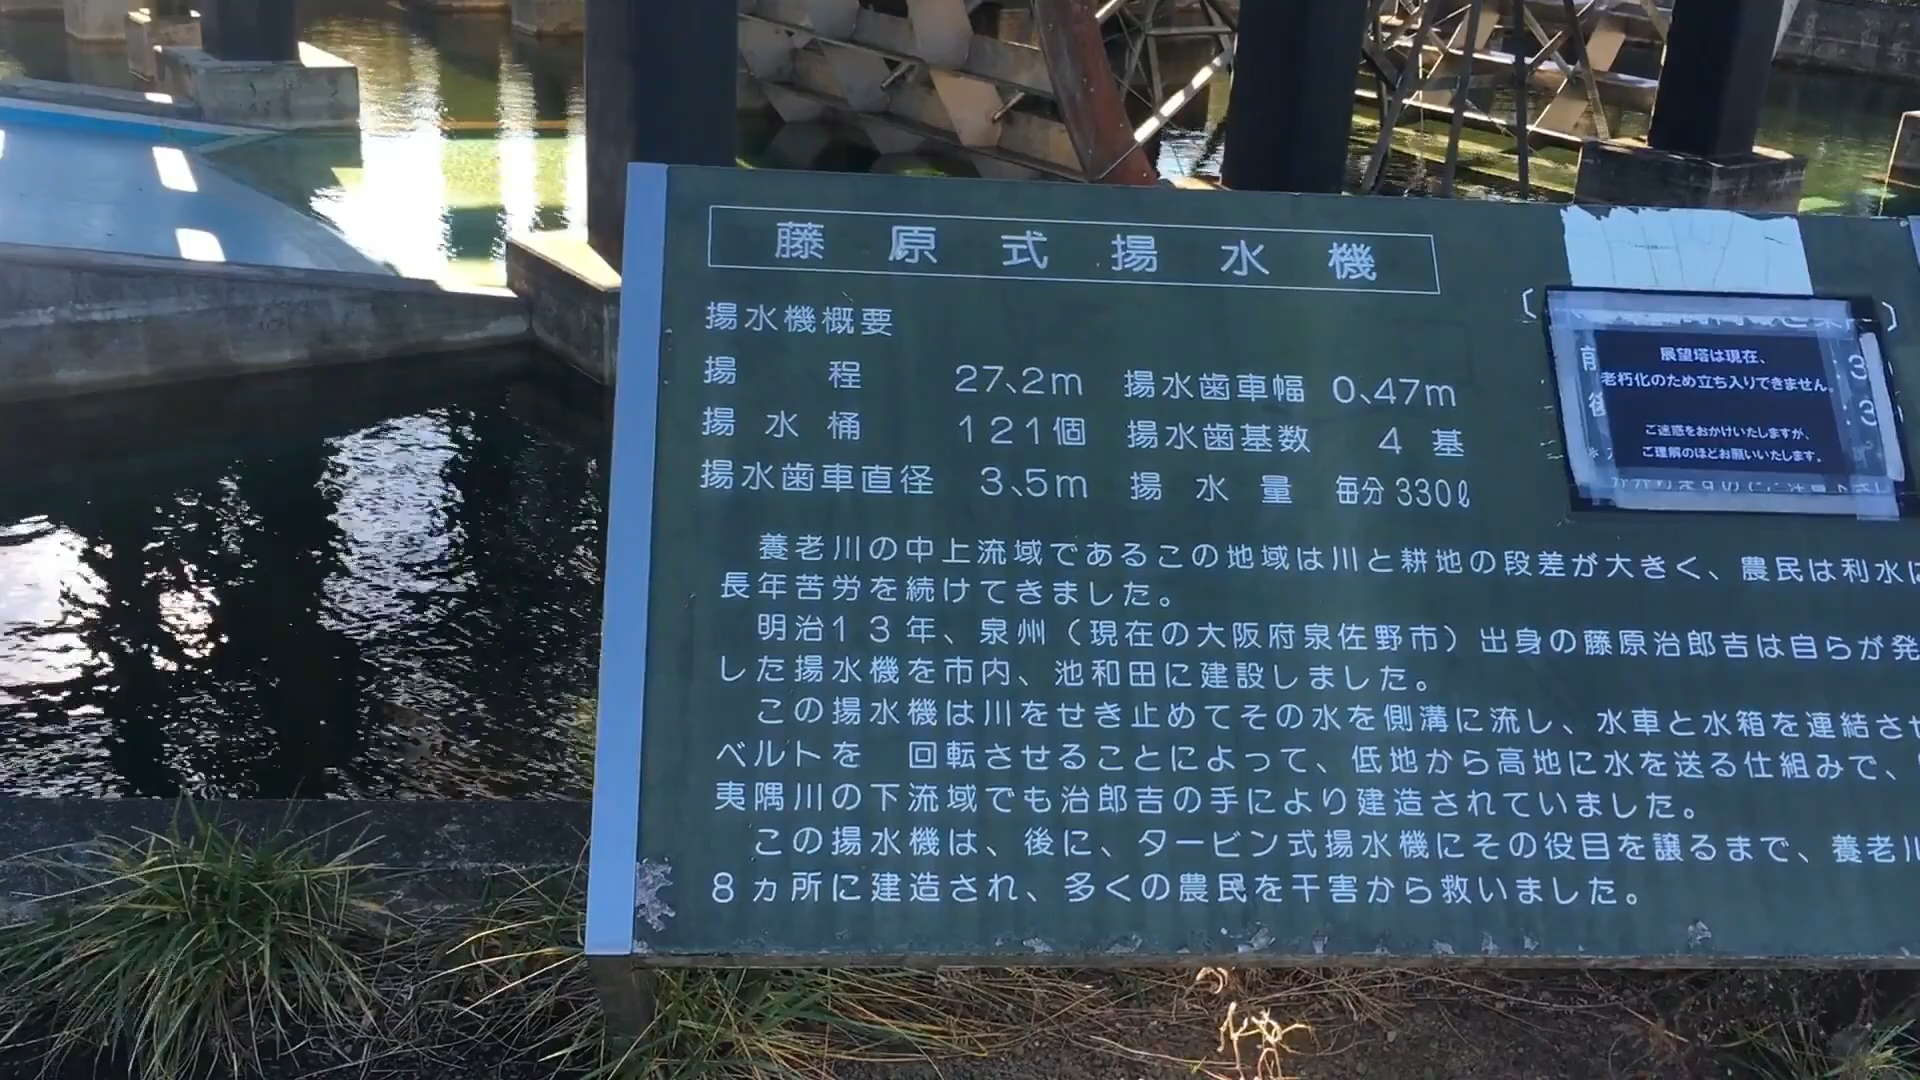 藤原式揚水機
揚水機概要
揚程 27、2m 揚水歯車幅 0、47m
揚水桶 121個 揚水歯基数 4基
揚水歯車直径 3、5m 揚水量 毎分330ℓ
養老川の中上流域であるこの地域は川と耕地の段差が大きく、農民は利水に
長年苦労を続けてきました。
明治13年、泉州（現在の大阪府泉佐野市）出身の藤原治郎吉は自らが発
した揚水機を市内、池和田に建設しました。
この揚水機は川をせき止めてその水を側溝に流し、水車と水箱を連結させ
ベルトを 回転させることによって、低地から高地に水を送る仕組みで、
夷隅川の下流域でも治郎吉の手により建造されていました。
この揚水機は、後に、タービン式揚水機にその役目を譲るまで、養老川
8ヵ所に建造され、多くの農民を干害から救いました。
展望塔は現在、
老朽化のため立ち入りできません。
ご迷惑をおかけいたしますが、
ご理解のほどお願いいたします。